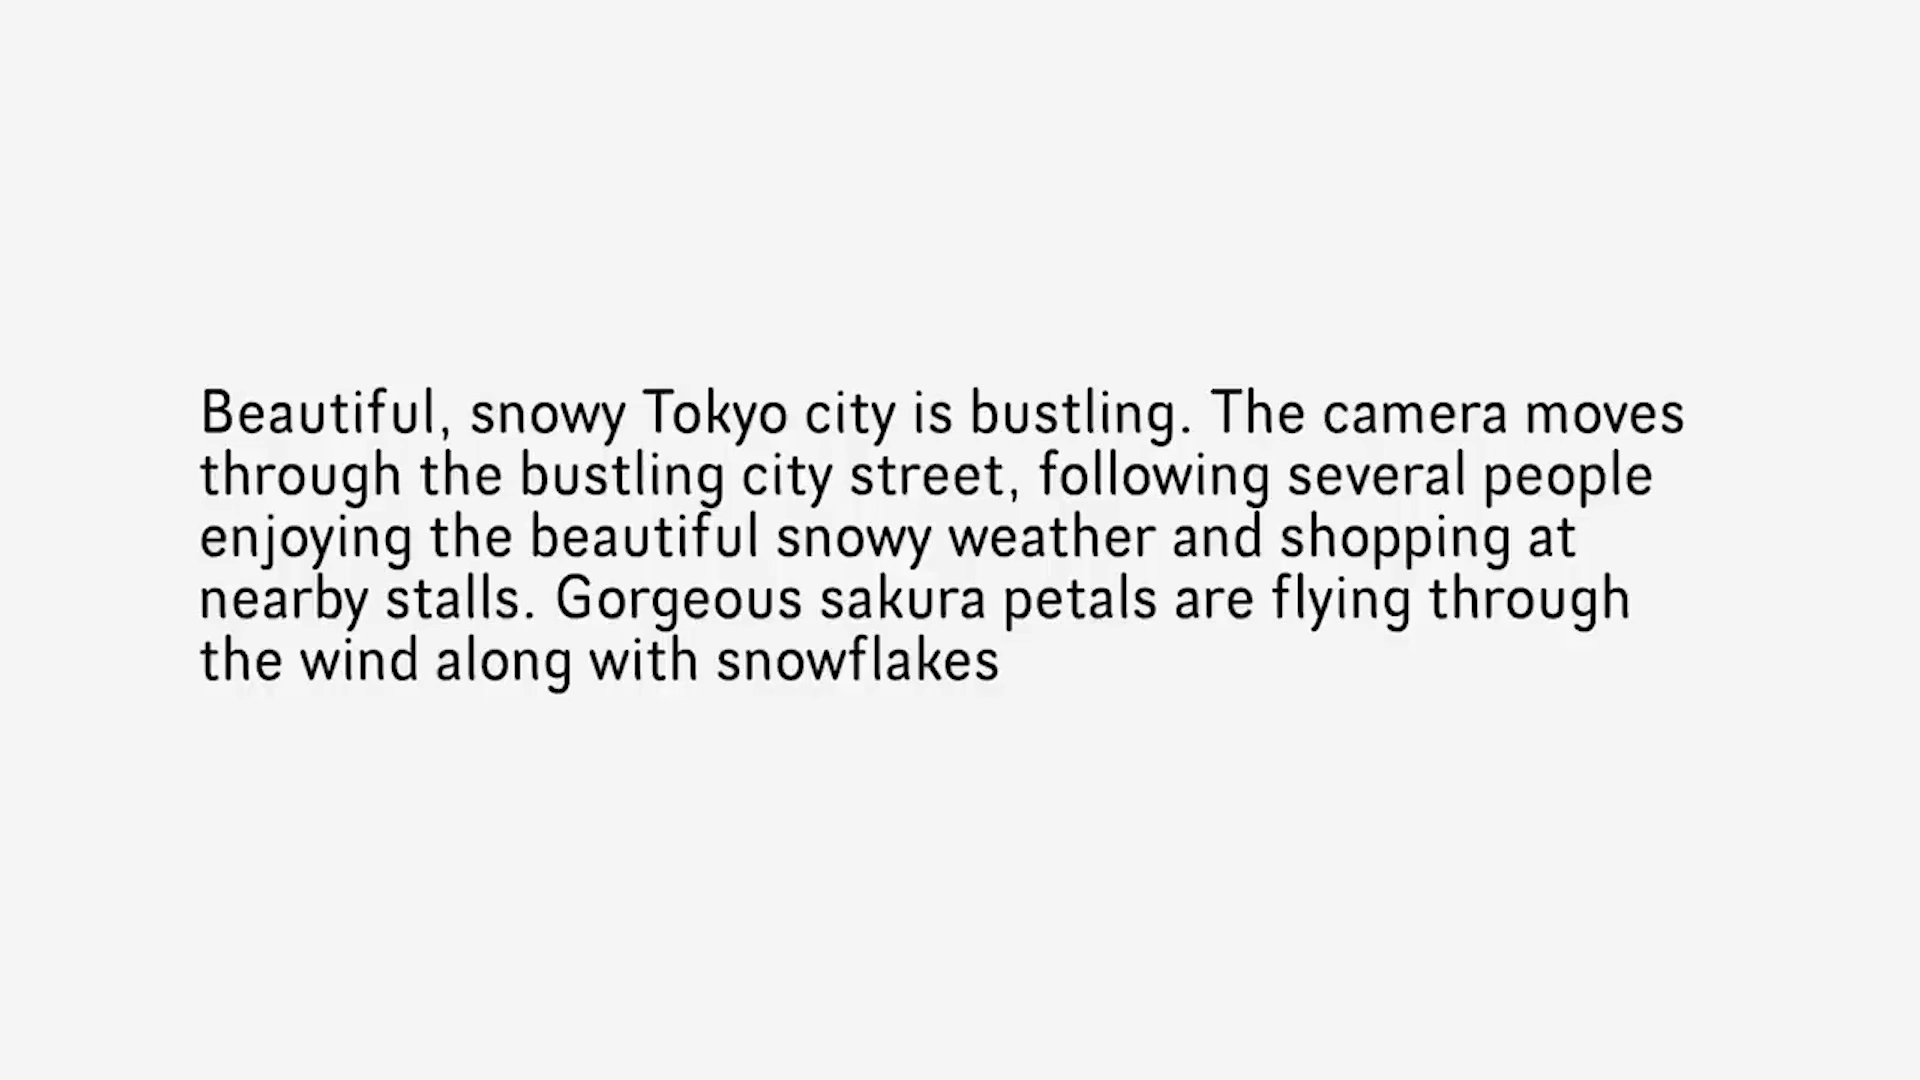 Beautiful, snowy Tokyo city is bustling. The camera moves
through the bustling city street, following several people
enjoying the beautiful snowy weather and shopping at
nearby stalls. Gorgeous sakura petals are flying through
the wind along with snowflakes